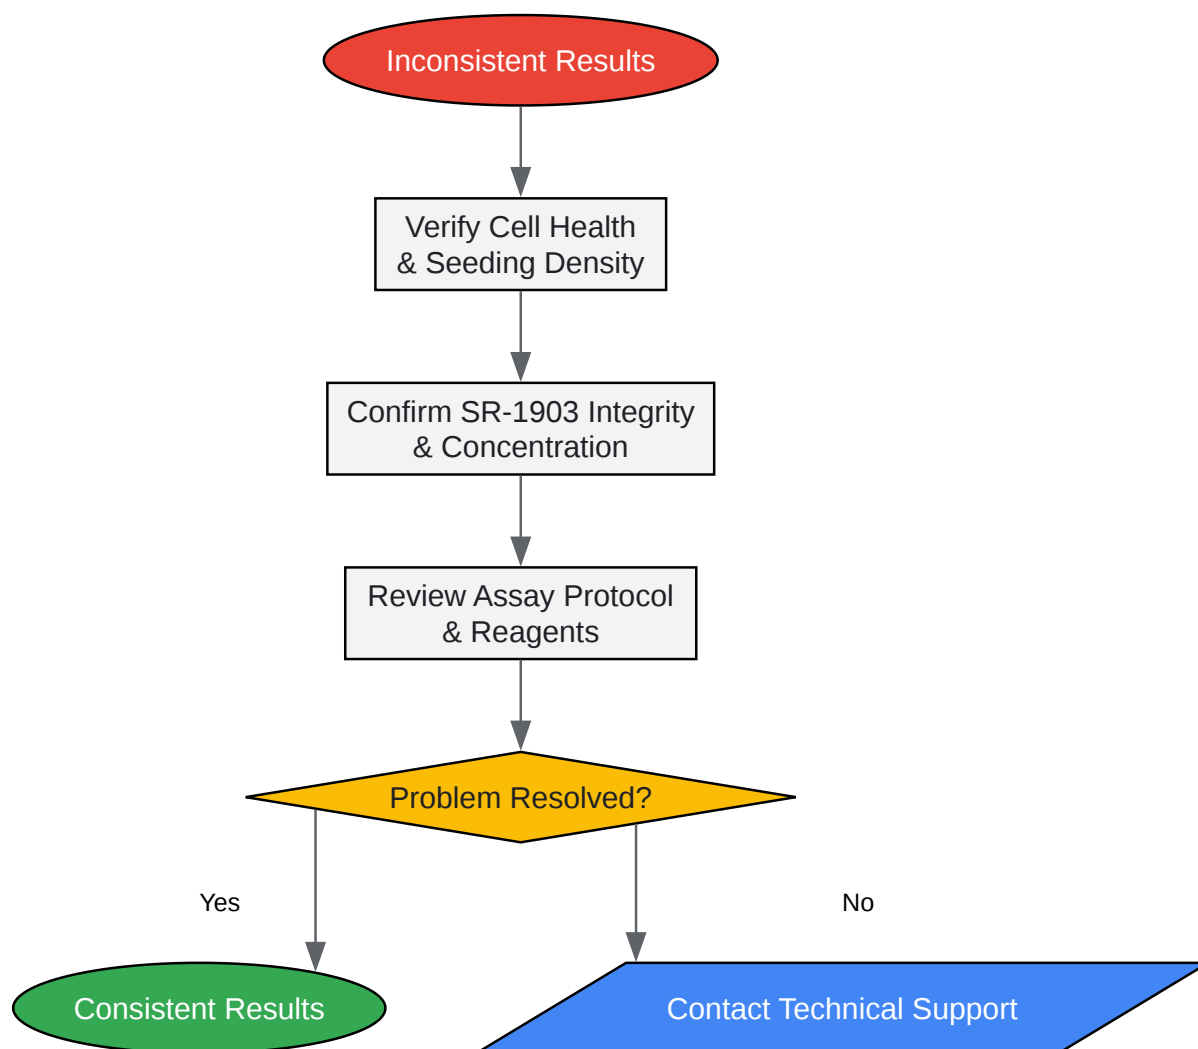 Inconsistent Results
Verify Cell Health
& Seeding Density
Confirm SR-1903 Integrity
& Concentration
Review Assay Protocol
& Reagents
Problem Resolved?
Yes
No
Consistent Results
Contact Technical Support